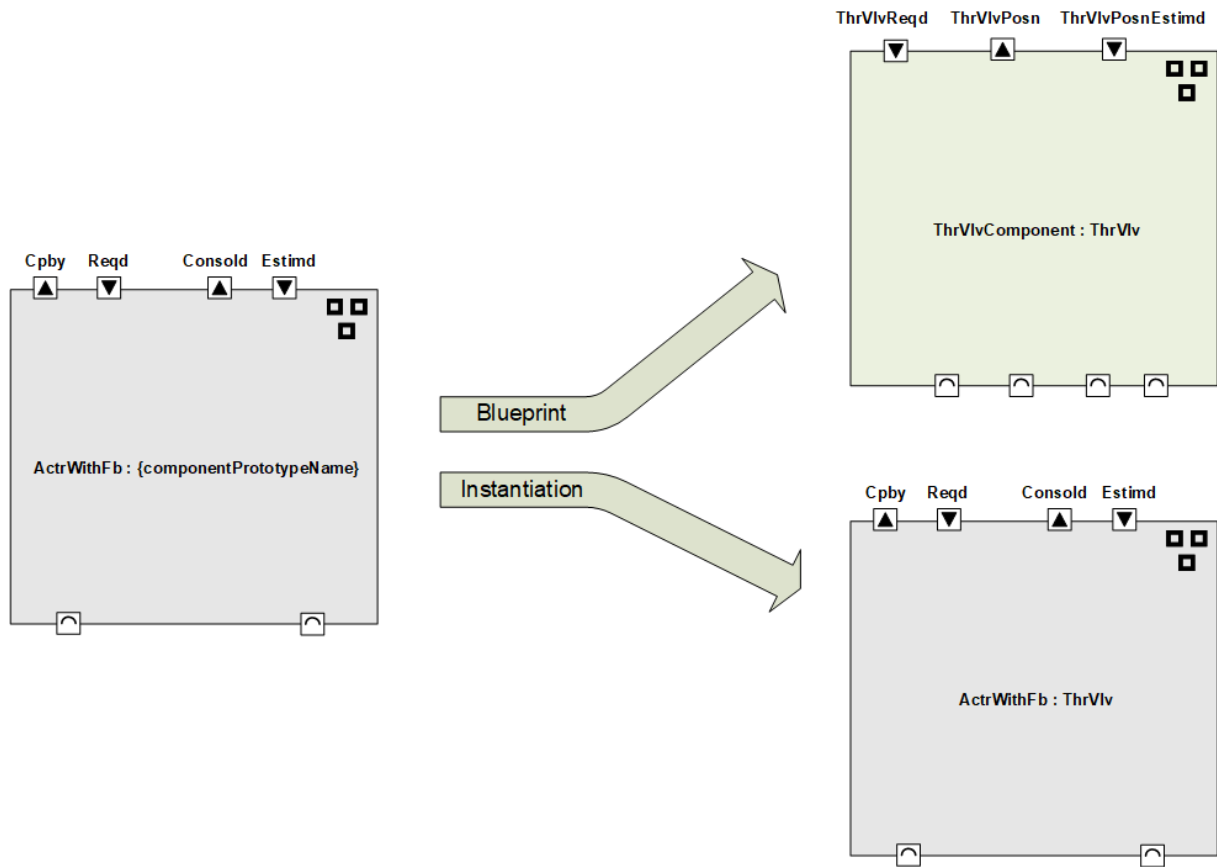 ThrVlvReqd ThrVlvPosn ThrVlvPosnEstimd
ThrVlvComponent : ThrVlv
Cpby Reqd Consold Estimd
ActrWithFb : {componentPrototypeName}
Blueprint
Instantiation
Cpby Reqd Consold Estimd
ActrWithFb : ThrVlv